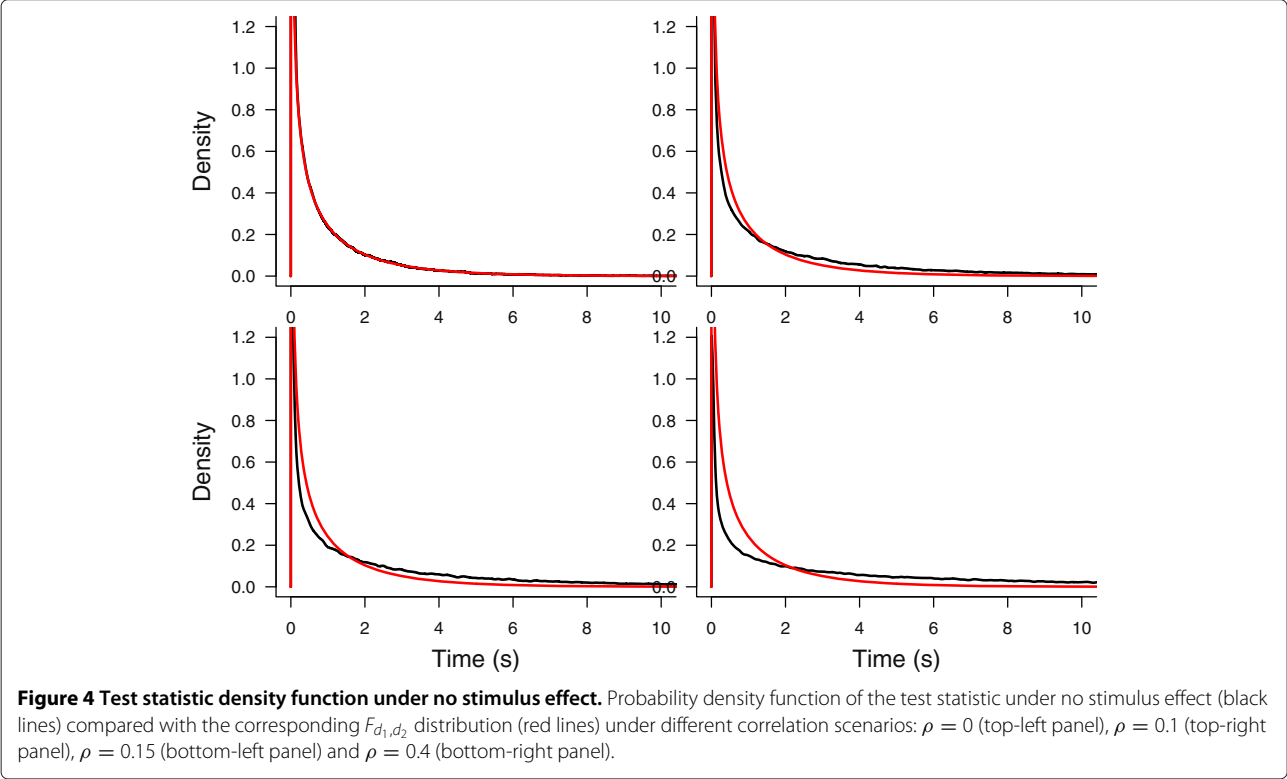 1.2
1.0
0.8
0.6
0.4
0.2
0.0
Density
0 2 4 6 8 10
1.2
1.0
0.8
0.6
0.4
0.2
0.0
0 2 4 6 8 10
1.2
1.0
0.8
0.6
0.4
0.2
0.0
Density
0 2 4 6 8 10
Time (s)
1.2
1.0
0.8
0.6
0.4
0.2
0.0
0 2 4 6 8 10
Time (s)
Figure 4 Test statistic density function under no stimulus effect. Probability density function of the test statistic under no stimulus effect (black
lines) compared with the corresponding F_{d_1,d_2} distribution (red lines) under different correlation scenarios: ρ = 0 (top-left panel), ρ = 0.1 (top-right
panel), ρ = 0.15 (bottom-left panel) and ρ = 0.4 (bottom-right panel).